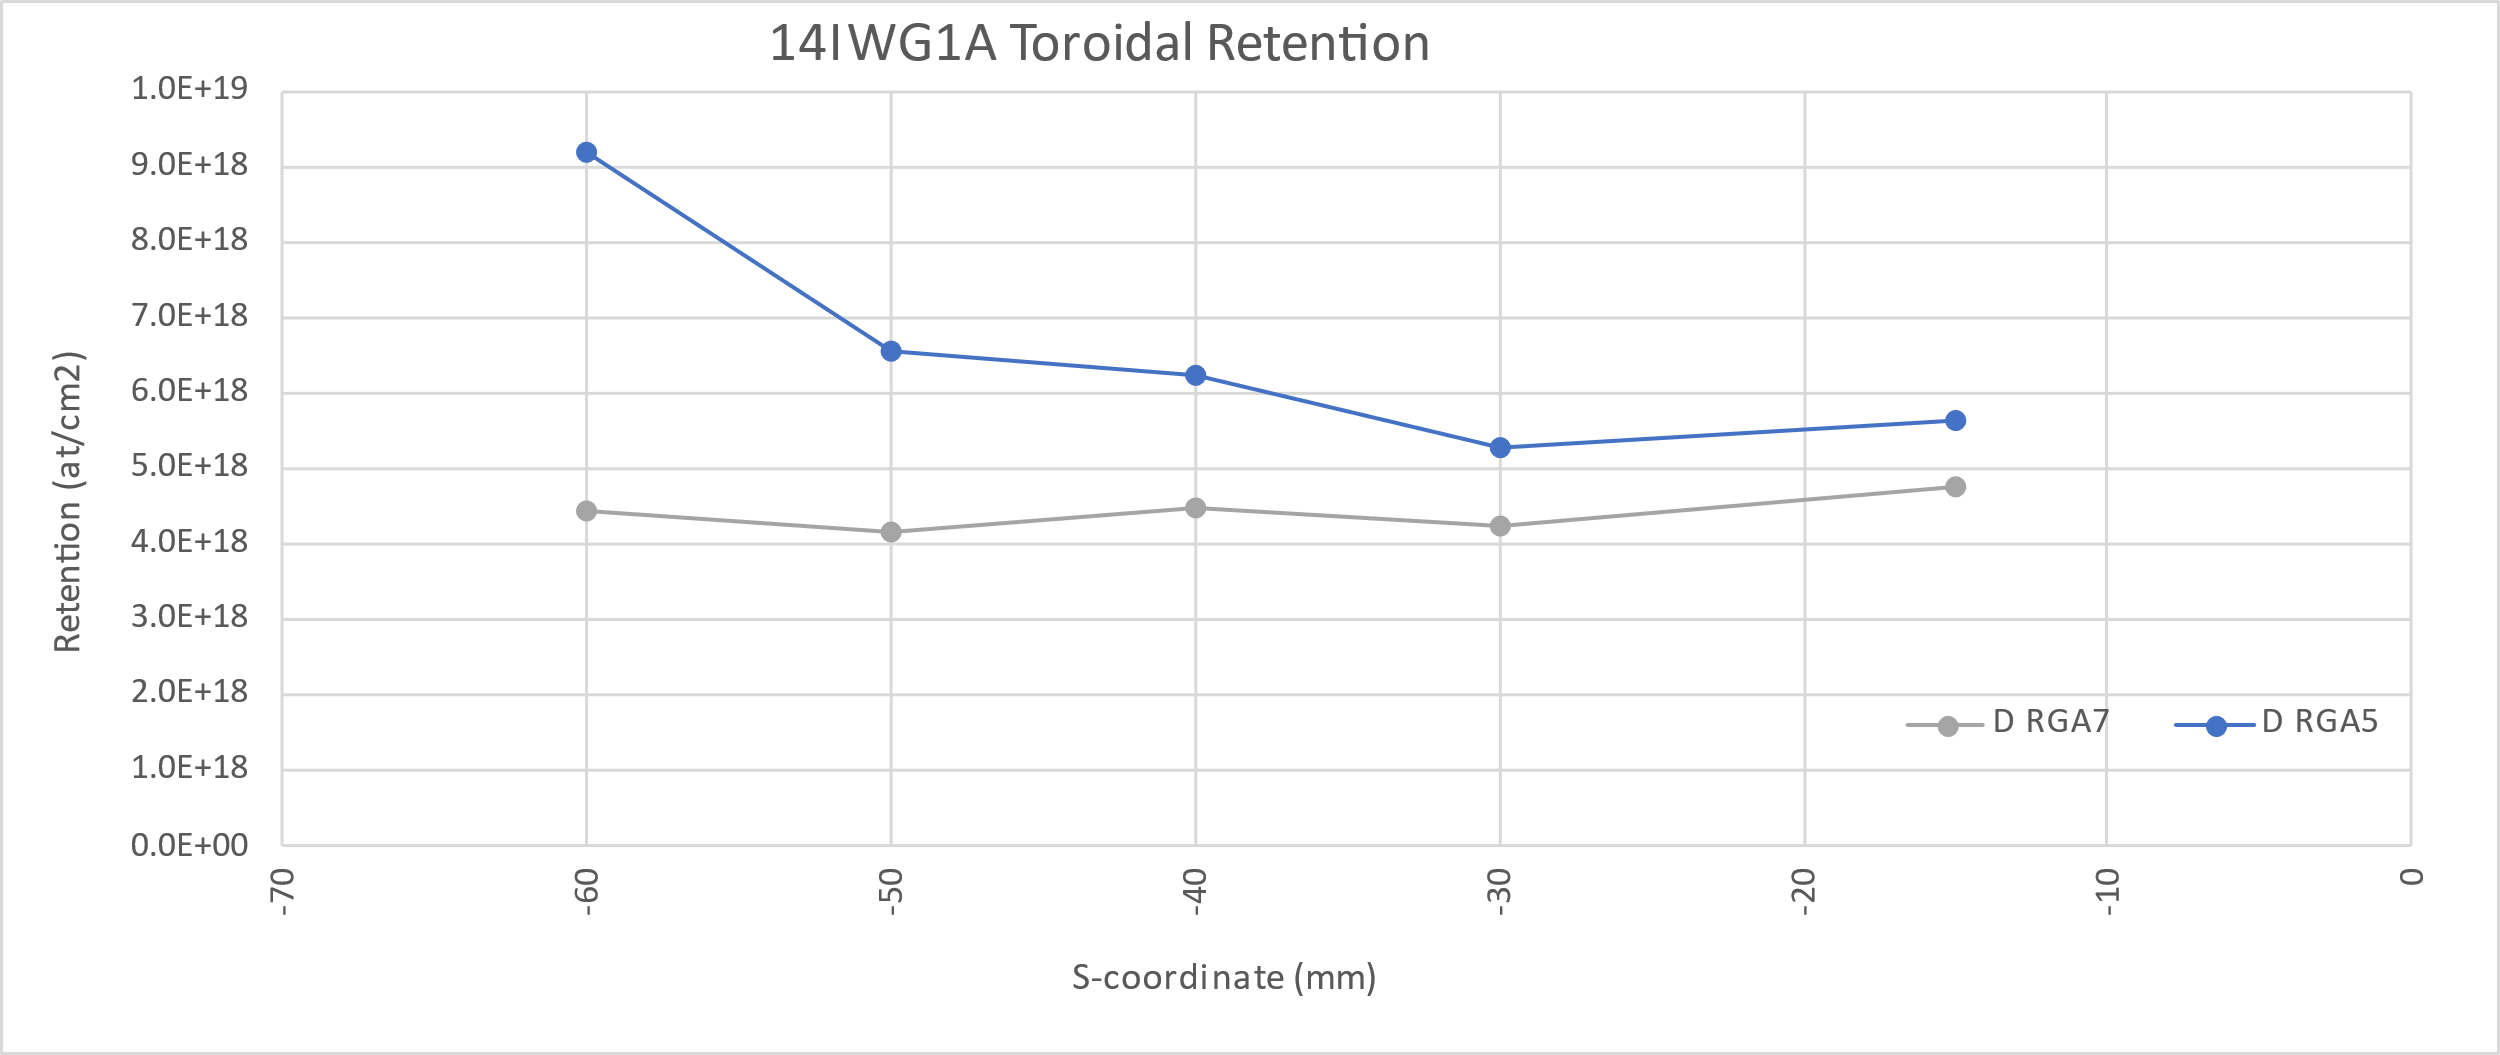 14IWG1A Toroidal Retention
1.0E+19
9.0E+18
8.0E+18
7.0E+18
6.0E+18
5.0E+18
4.0E+18
3.0E+18
2.0E+18
1.0E+18
0.0E+00
Retention (at/cm2)
D RGA7 D RGA5
-70 -60 -50 -40 -30 -20 -10 0
S-coordinate (mm)